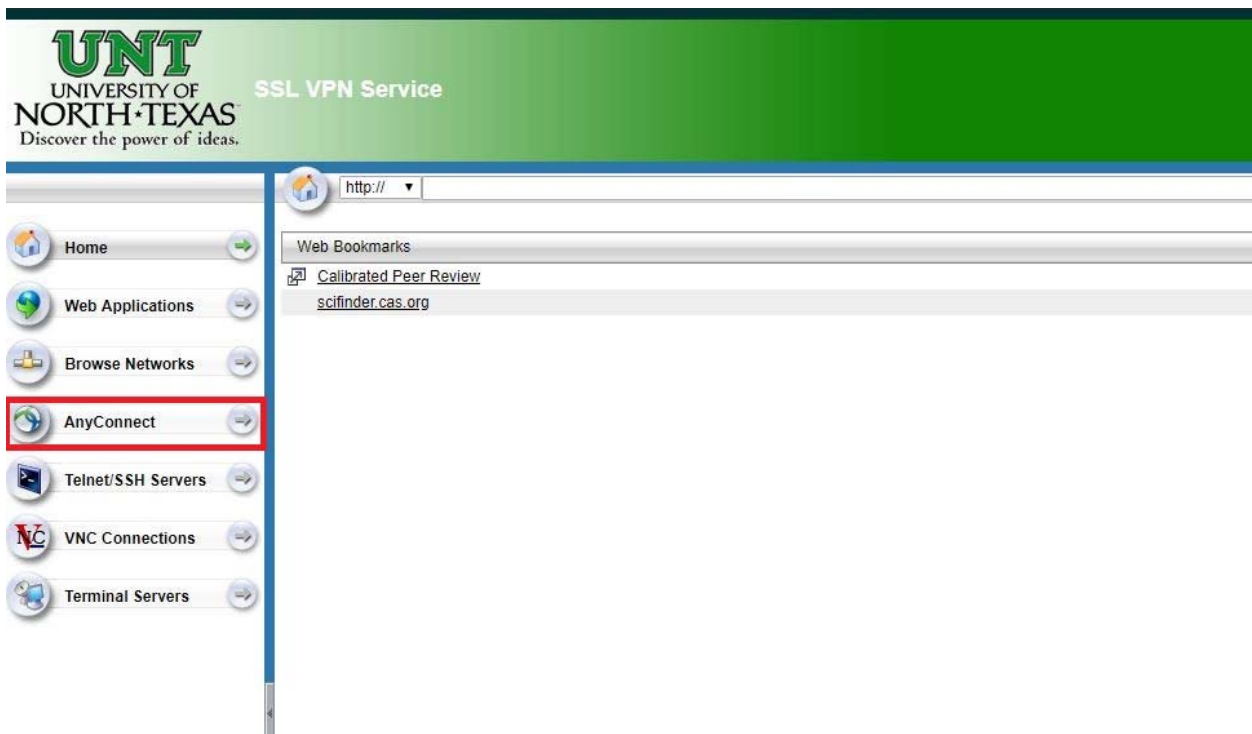 UNT
UNIVERSITY OF
NORTH★TEXAS
Discover the power of ideas.
SSL VPN Service
http://
Home
Web Applications
Browse Networks
AnyConnect
Telnet/SSH Servers
VNC
VNC Connections
Terminal Servers
Web Bookmarks
Calibrated Peer Review
scifinder.cas.org